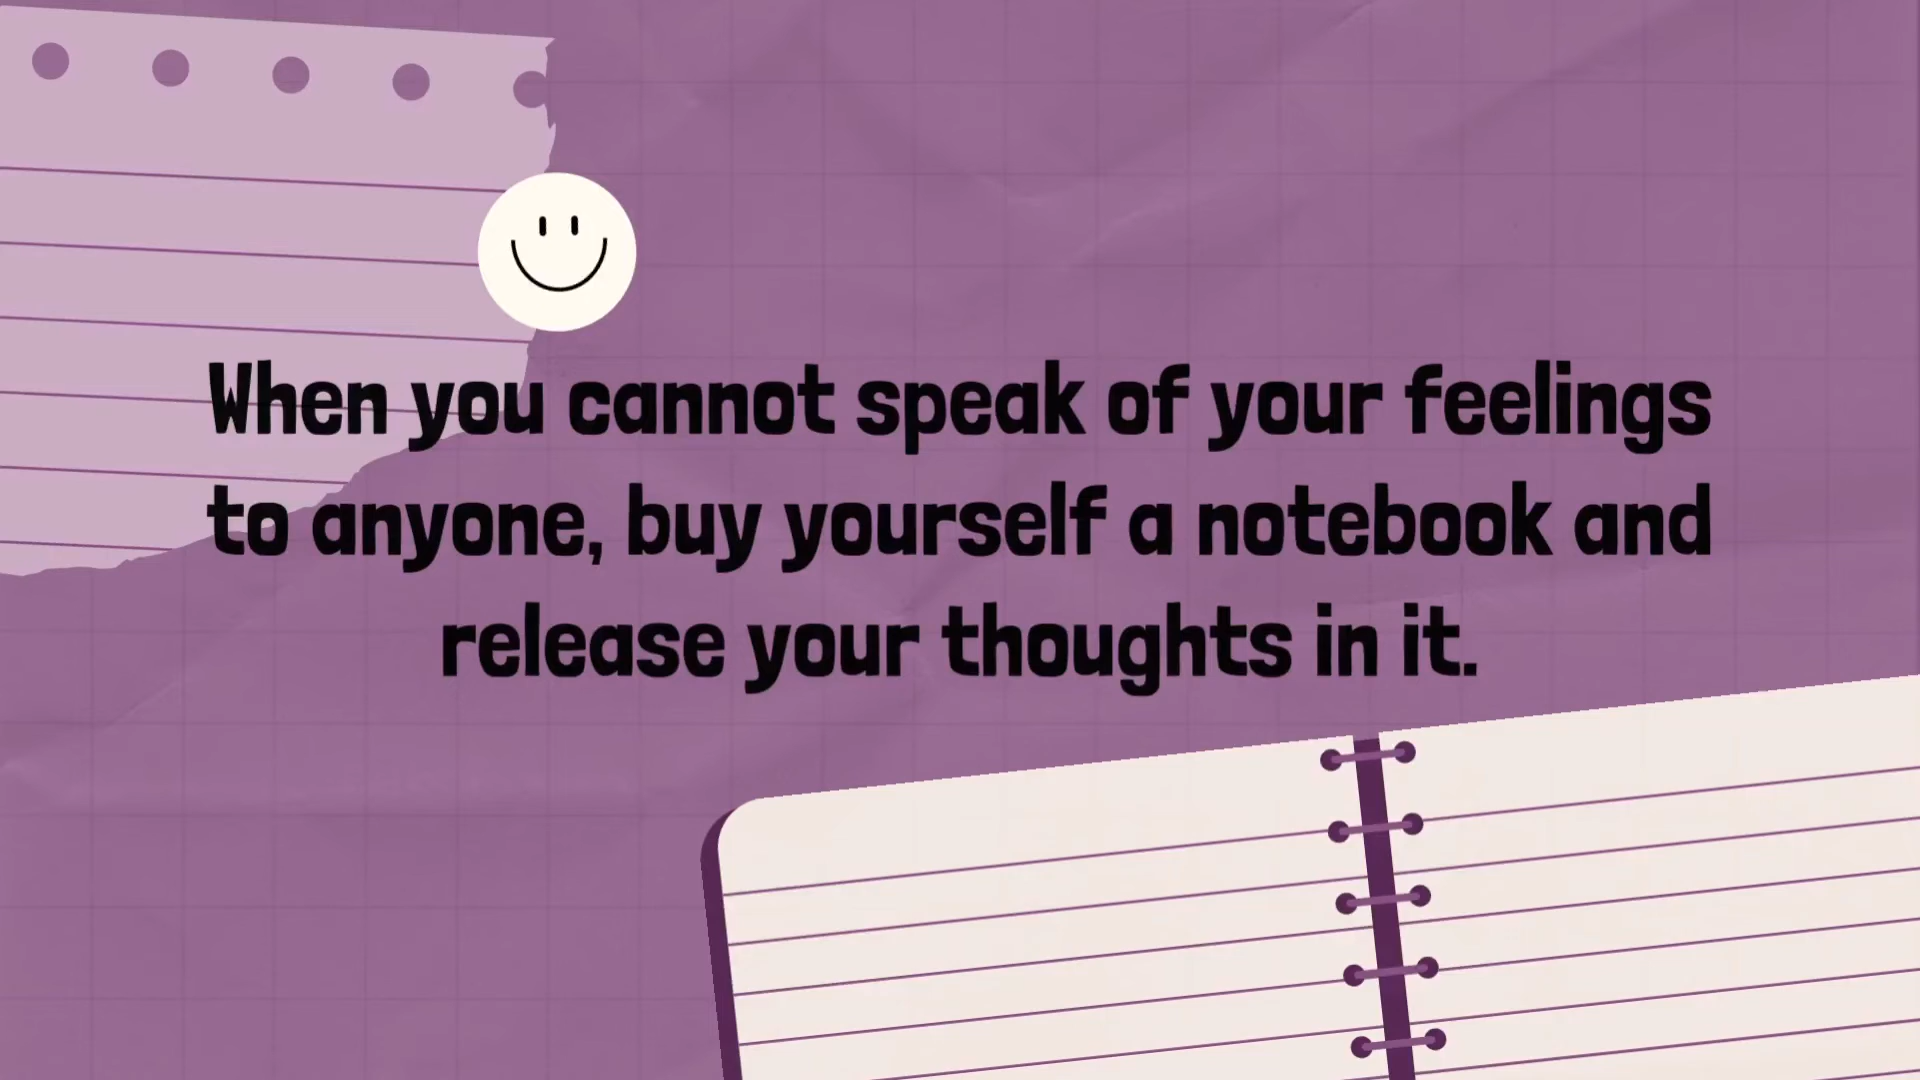 When you cannot speak of your feelings
to anyone, buy yourself a notebook and
release your thoughts in it.